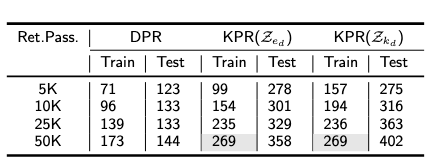 Ret.Pass. DPR KPR(𝒵_{e_d}) KPR(𝒵_{k_d})
Train Test Train Test Train Test
5K 71 123 99 278 157 275
10K 96 133 154 301 194 316
25K 139 133 235 329 236 363
50K 173 144 269 358 269 402